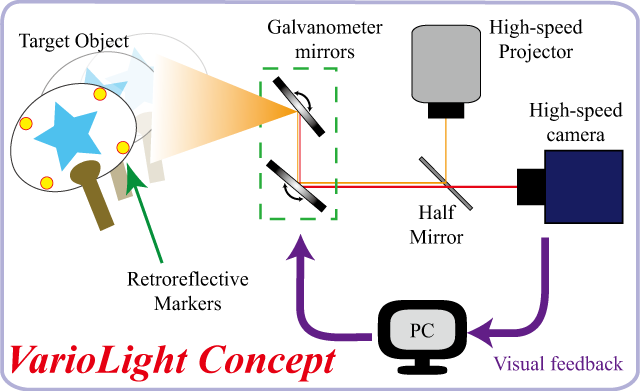 Target Object
Galvanometer
mirrors
High-speed
Projector
High-speed
camera
Half
Mirror
Retroreflective
Markers
PC
VarioLight Concept
Visual feedback